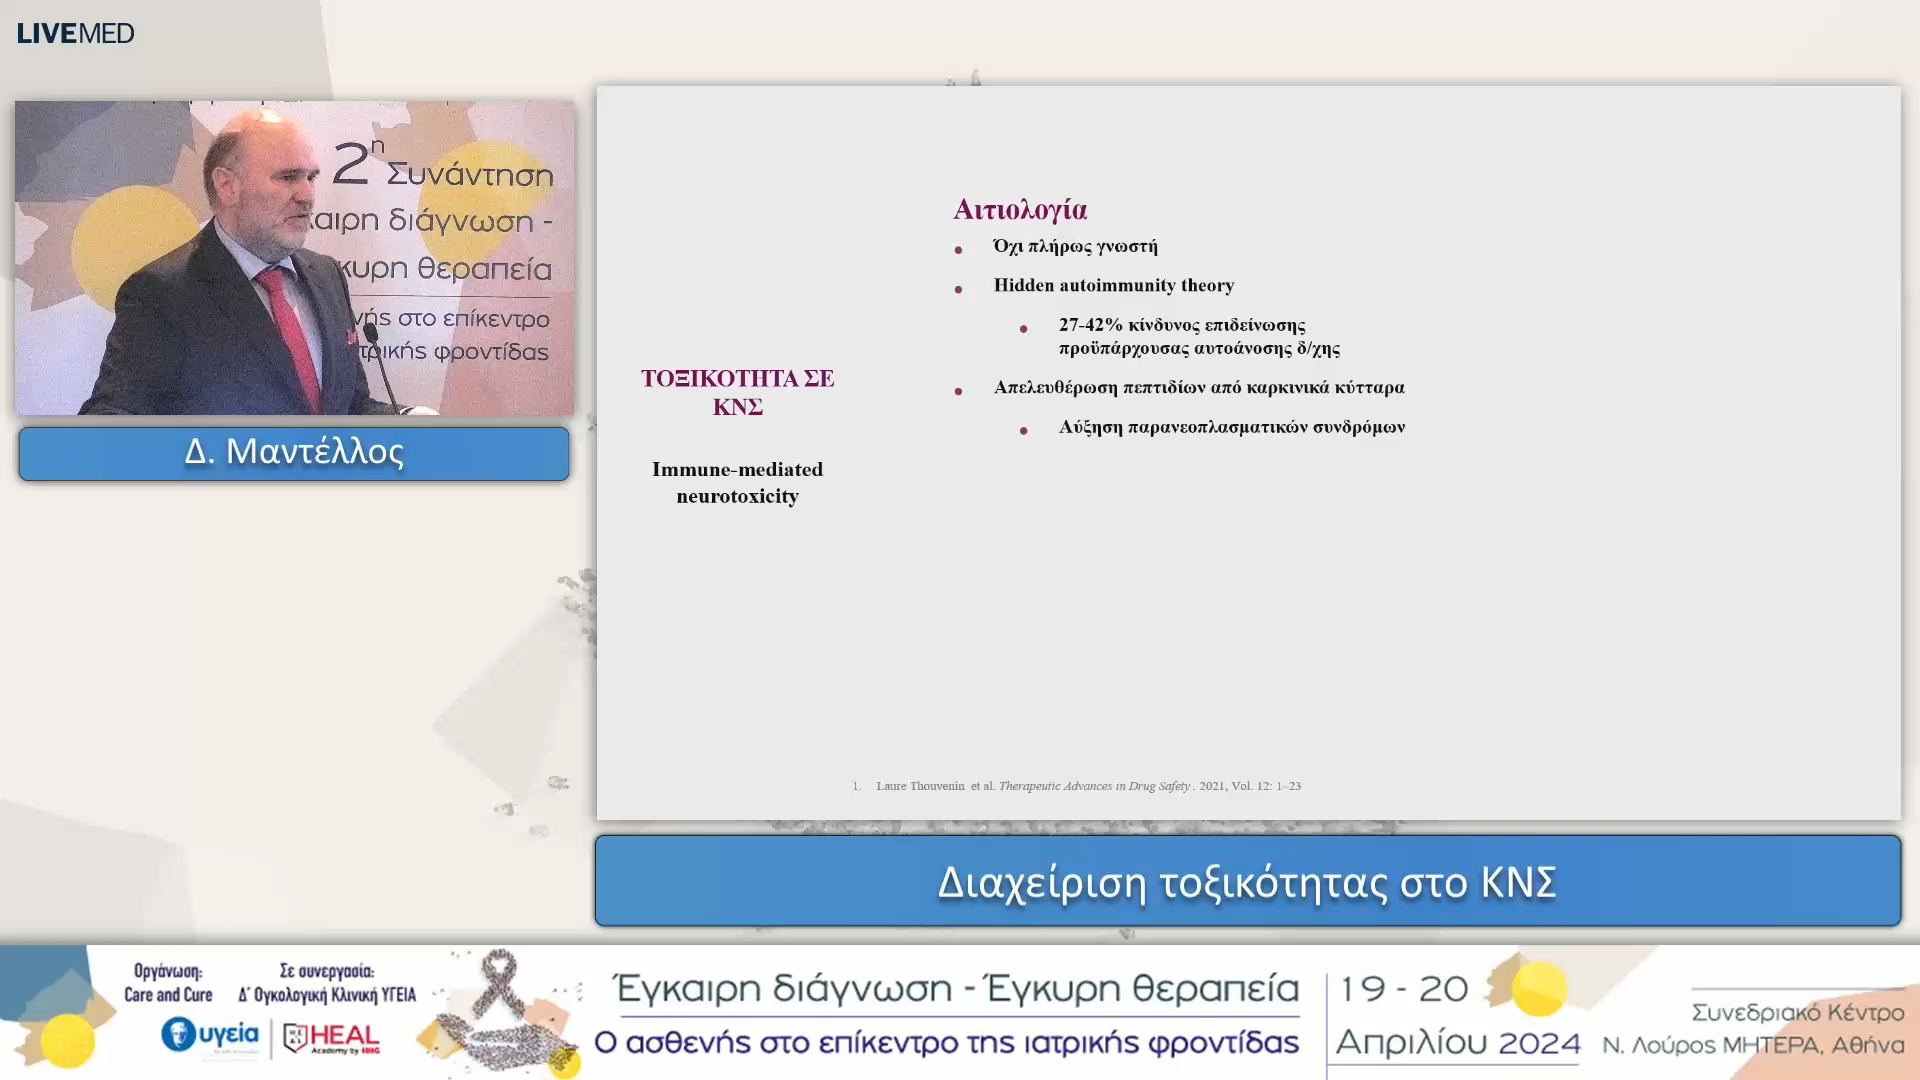 LIVEMED
2η Συνάντηση
καιρη διάγνωση -
κυρη θεραπεία
νής στο επίκεντρο
τρικής φροντίδας
Δ. Μαντέλλος
ΤΟΞΙΚΟΤΗΤΑ ΣΕ
ΚΝΣ
Immune-mediated
neurotoxicity
Αιτιολογία
• Όχι πλήρως γνωστή
• Hidden autoimmunity theory
• 27-42% κίνδυνος επιδείνωσης
προϋπάρχουσας αυτοάνοσης δ/χης
• Απελευθέρωση πεπτιδίων από καρκινικά κύτταρα
• Αύξηση παρανεοπλασματικών συνδρόμων
1. Laure Thouvenin et al. Therapeutic Advances in Drug Safety . 2021, Vol. 12: 1–23
Διαχείριση τοξικότητας στο ΚΝΣ
Οργάνωση:
Care and Cure
Σε συνεργασία:
Δ' Ογκολογική Κλινική ΥΓΕΙΑ
υγεία
HEAL
Academy by HHG
Έγκαιρη διάγνωση - Έγκυρη θεραπεία
Ο ασθενής στο επίκεντρο της ιατρικής φροντίδας
19 - 20
Απριλίου 2024
Συνεδριακό Κέντρο
Ν. Λούρος ΜΗΤΕΡΑ, Αθήνα